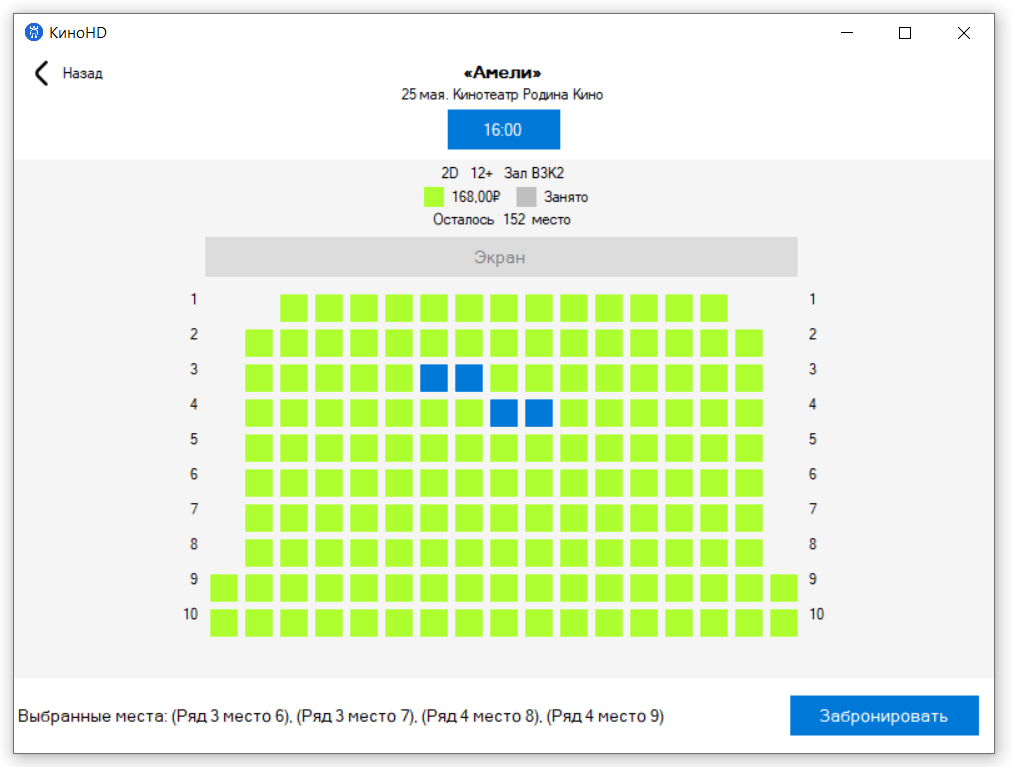 КиноHD
Назад
«Амели»
25 мая. Кинотеатр Родина Кино
16:00
2D 12+ Зал ВЗК2
168,00₽ Занято
Осталось 152 место
Экран
1 1
2 2
3 3
4 4
5 5
6 6
7 7
8 8
9 9
10 10
Выбранные места: (Ряд 3 место 6), (Ряд 3 место 7), (Ряд 4 место 8), (Ряд 4 место 9)
Забронировать